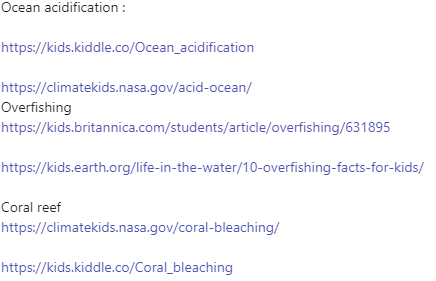 Ocean acidification :
https://kids.kiddle.co/Ocean_acidification
https://climatekids.nasa.gov/acid-ocean/
Overfishing
https://kids.britannica.com/students/article/overfishing/631895
https://kids.earth.org/life-in-the-water/10-overfishing-facts-for-kids/
Coral reef
https://climatekids.nasa.gov/coral-bleaching/
https://kids.kiddle.co/Coral_bleaching